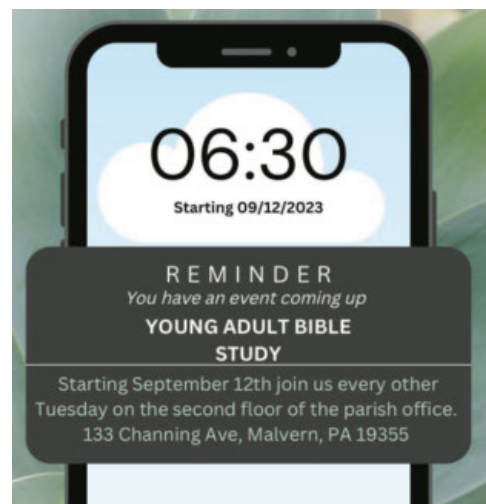 06:30
Starting 09/12/2023
REMINDER
You have an event coming up
YOUNG ADULT BIBLE
STUDY
Starting September 12th join us every other
Tuesday on the second floor of the parish office.
133 Channing Ave, Malvern, PA 19355